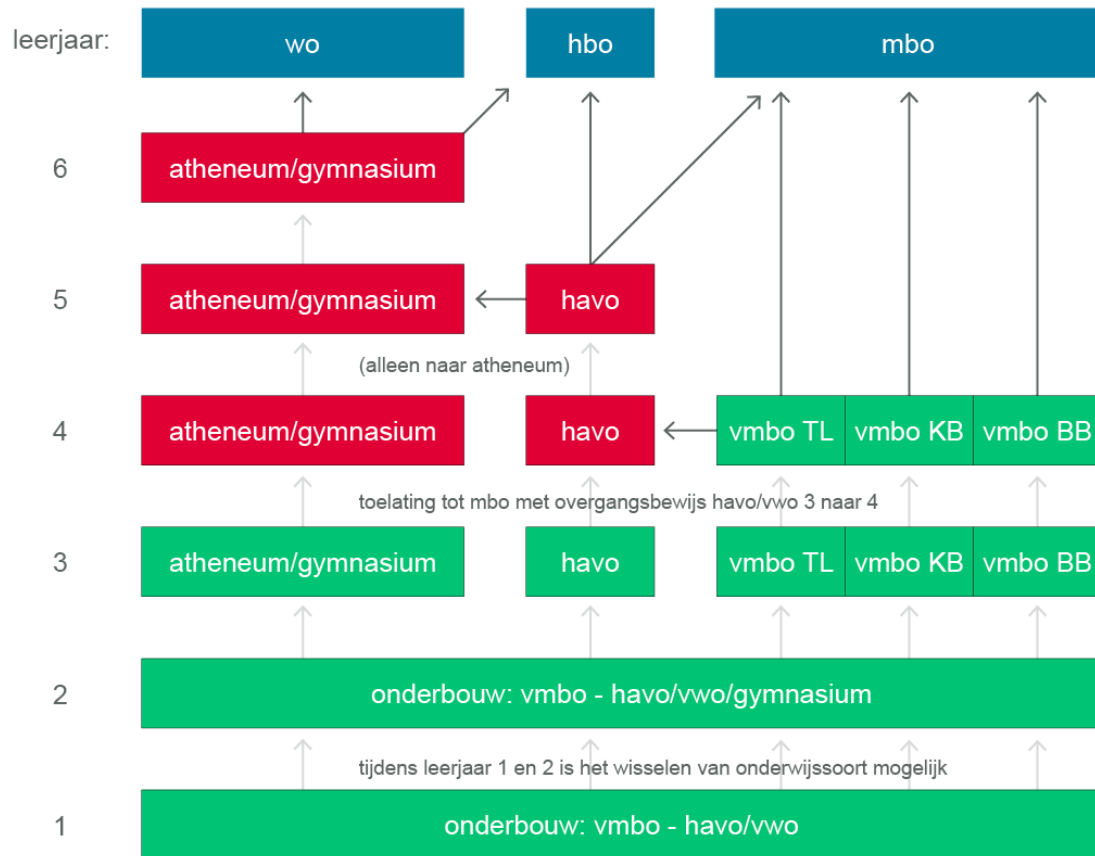 leerjaar:
wo
hbo
mbo
6
atheneum/gymnasium
5
atheneum/gymnasium
havo
(alleen naar atheneum)
4
atheneum/gymnasium
havo
vmbo TL
vmbo KB
vmbo BB
toelating tot mbo met overgangsbewijs havo/vwo 3 naar 4
3
atheneum/gymnasium
havo
vmbo TL
vmbo KB
vmbo BB
2
onderbouw: vmbo - havo/vwo/gymnasium
tijdens leerjaar 1 en 2 is het wisselen van onderwijssoort mogelijk
1
onderbouw: vmbo - havo/vwo